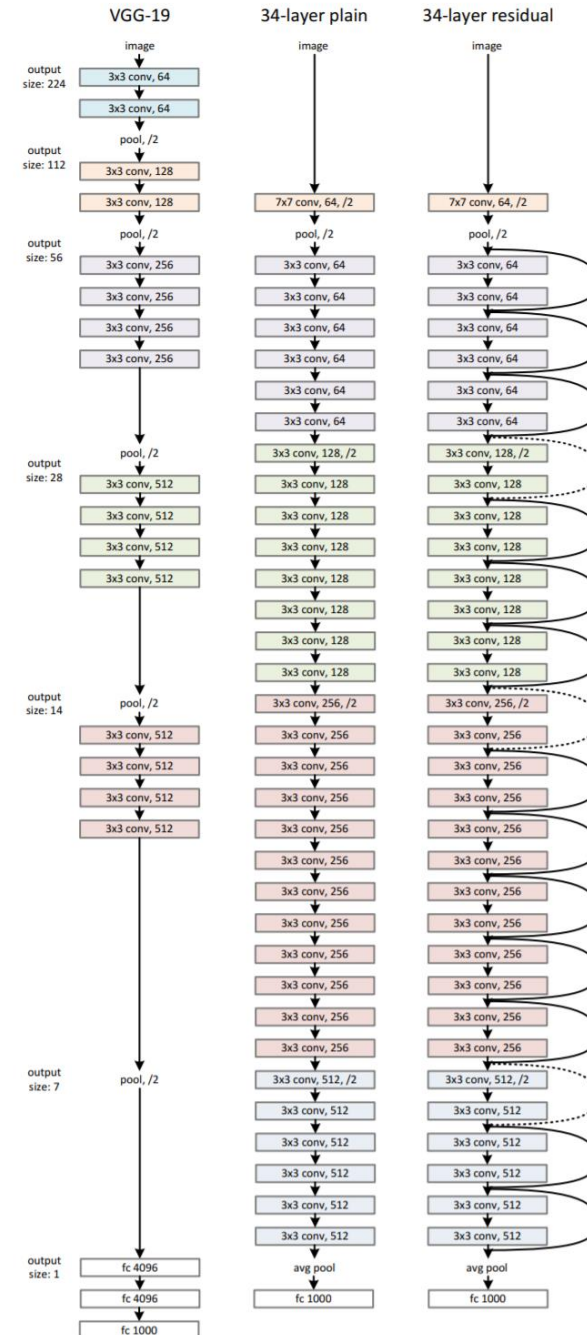 VGG-19
34-layer plain
34-layer residual
output
size: 224
image
3x3 conv, 64
3x3 conv, 64
pool, /2
output
size: 112
3x3 conv, 128
3x3 conv, 128
pool, /2
output
size: 56
3x3 conv, 256
3x3 conv, 256
3x3 conv, 256
3x3 conv, 256
pool, /2
output
size: 28
3x3 conv, 512
3x3 conv, 512
3x3 conv, 512
3x3 conv, 512
pool, /2
output
size: 14
3x3 conv, 512
3x3 conv, 512
3x3 conv, 512
3x3 conv, 512
pool, /2
output
size: 7
output
size: 1
fc 4096
fc 4096
fc 1000
image
7x7 conv, 64, /2
pool, /2
3x3 conv, 64
3x3 conv, 64
3x3 conv, 64
3x3 conv, 64
3x3 conv, 64
3x3 conv, 64
3x3 conv, 128, /2
3x3 conv, 128
3x3 conv, 128
3x3 conv, 128
3x3 conv, 128
3x3 conv, 128
3x3 conv, 128
3x3 conv, 128
3x3 conv, 256, /2
3x3 conv, 256
3x3 conv, 256
3x3 conv, 256
3x3 conv, 256
3x3 conv, 256
3x3 conv, 256
3x3 conv, 256
3x3 conv, 256
3x3 conv, 256
3x3 conv, 256
3x3 conv, 256
3x3 conv, 512, /2
3x3 conv, 512
3x3 conv, 512
3x3 conv, 512
3x3 conv, 512
3x3 conv, 512
avg pool
fc 1000
image
7x7 conv, 64, /2
pool, /2
3x3 conv, 64
3x3 conv, 64
3x3 conv, 64
3x3 conv, 64
3x3 conv, 64
3x3 conv, 64
3x3 conv, 128, /2
3x3 conv, 128
3x3 conv, 128
3x3 conv, 128
3x3 conv, 128
3x3 conv, 128
3x3 conv, 128
3x3 conv, 128
3x3 conv, 256, /2
3x3 conv, 256
3x3 conv, 256
3x3 conv, 256
3x3 conv, 256
3x3 conv, 256
3x3 conv, 256
3x3 conv, 256
3x3 conv, 256
3x3 conv, 256
3x3 conv, 256
3x3 conv, 256
3x3 conv, 512, /2
3x3 conv, 512
3x3 conv, 512
3x3 conv, 512
3x3 conv, 512
3x3 conv, 512
avg pool
fc 1000